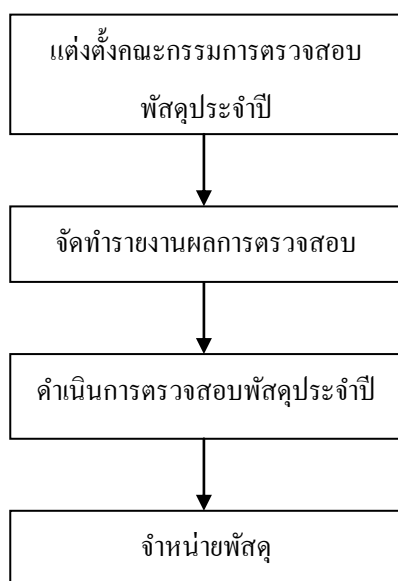 แต่งตั้งคณะกรรมการตรวจสอบ
พัสดุประจำปี
จัดทำรายงานผลการตรวจสอบ
ดำเนินการตรวจสอบพัสดุประจำปี
จำหน่ายพัสดุ